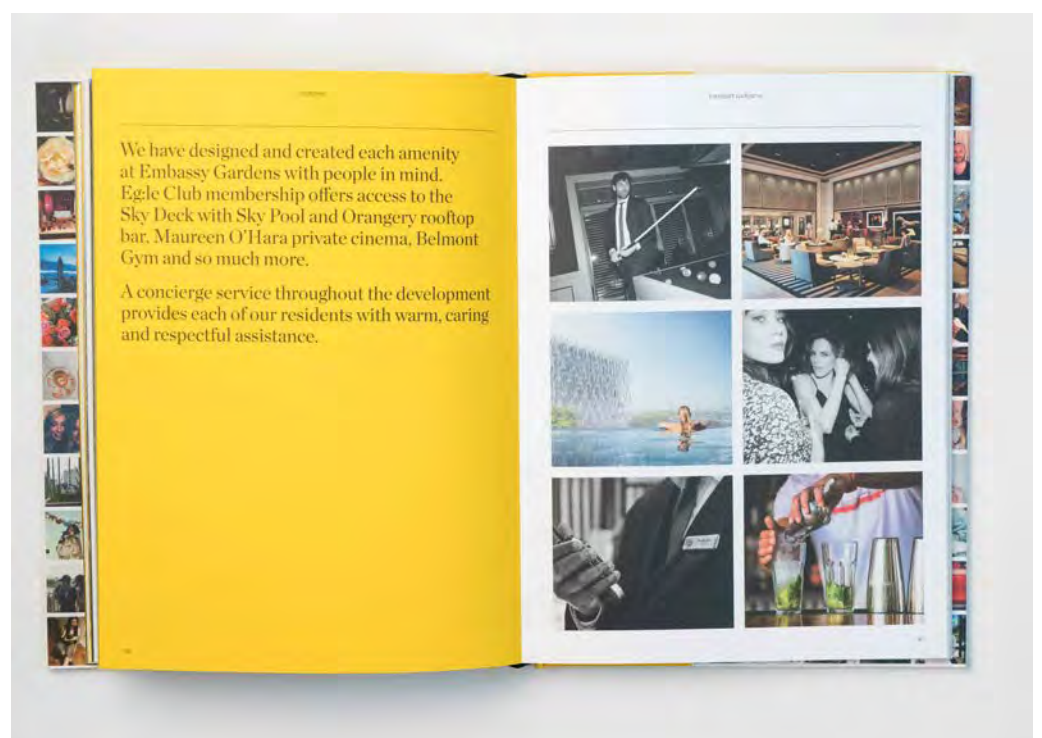 We have designed and created each amenity
at Embassy Gardens with people in mind.
Eg:le Club membership offers access to the
Sky Deck with Sky Pool and Orangery rooftop
bar, Maureen O’Hara private cinema, Belmont
Gym and so much more.
A concierge service throughout the development
provides each of our residents with warm, caring
and respectful assistance.